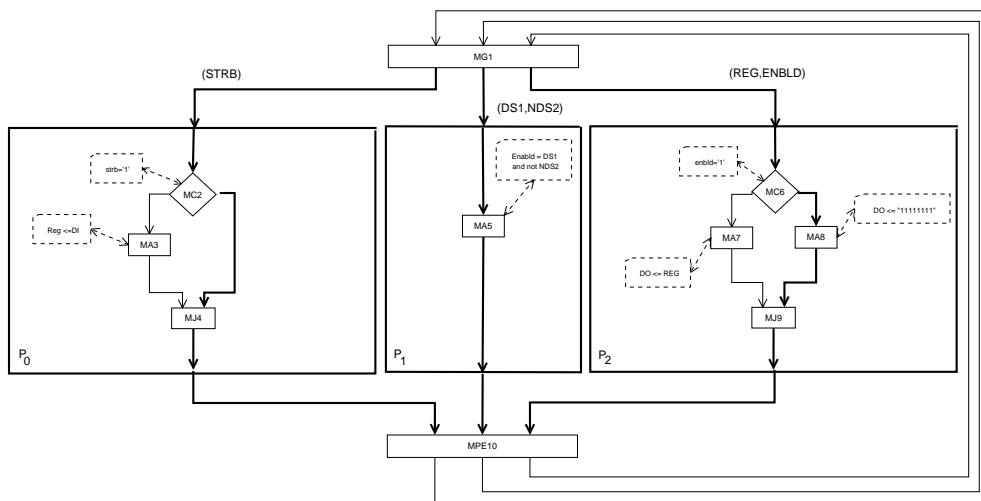 MG1
(STRB)
(REG,ENBLD)
(DS1,NDS2)
strb='1'
Enabld = DS1
and not NDS2
enbld='1'
MC2
MC6
Reg <=DI
MA3
MA5
MA7
MA8
DO <= "11111111"
DO <= REG
MJ4
MJ9
P0
P1
P2
MPE10